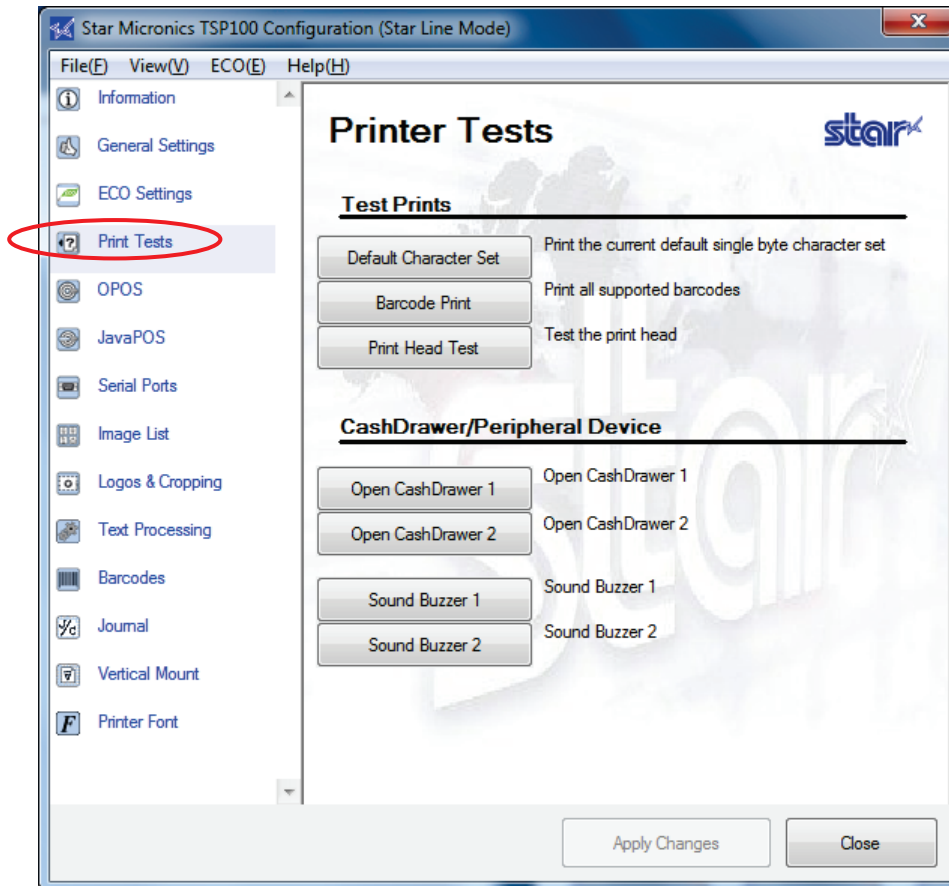 Star Micronics TSP100 Configuration (Star Line Mode)
File(F) View(V) ECO(E) Help(H)
Information
General Settings
ECO Settings
Print Tests
OPOS
JavaPOS
Serial Ports
Image List
Logos & Cropping
Text Processing
Barcodes
Journal
Vertical Mount
Printer Font
Printer Tests
star
Test Prints
Default Character Set
Print the current default single byte character set
Barcode Print
Print all supported barcodes
Print Head Test
Test the print head
CashDrawer/Peripheral Device
Open CashDrawer 1
Open CashDrawer 1
Open CashDrawer 2
Open CashDrawer 2
Sound Buzzer 1
Sound Buzzer 1
Sound Buzzer 2
Sound Buzzer 2
star
Apply Changes
Close